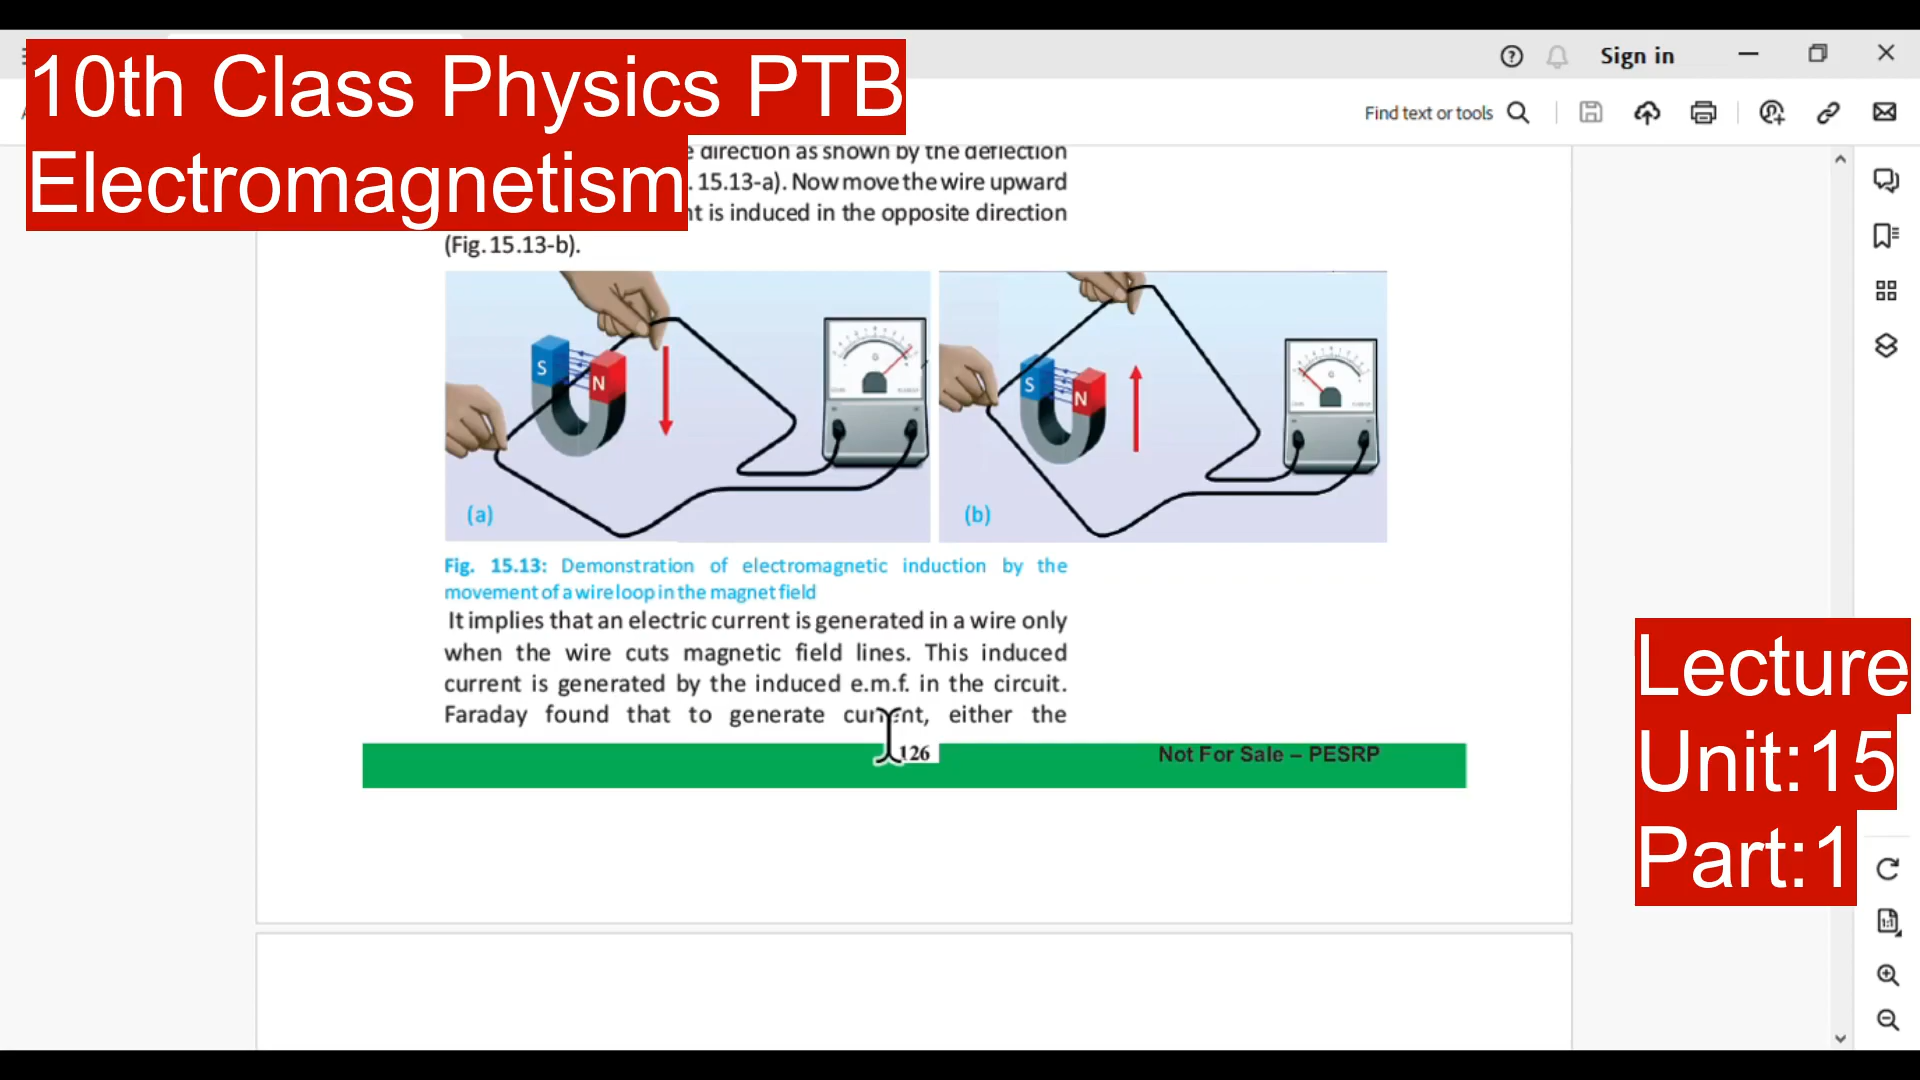 10th Class Physics PTB
Electromagnetism
Sign in
Find text or tools
direction as shown by the deflection
15.13-a). Now move the wire upward
is induced in the opposite direction
(Fig. 15.13-b).
S
N
G
(a)
S
N
G
(b)
Fig. 15.13: Demonstration of electromagnetic induction by the
movement of a wire loop in the magnet field
It implies that an electric current is generated in a wire only
when the wire cuts magnetic field lines. This induced
current is generated by the induced e.m.f. in the circuit.
Faraday found that to generate current, either the
126
Not For Sale – PESRP
Lecture
Unit:15
Part:1
1:1